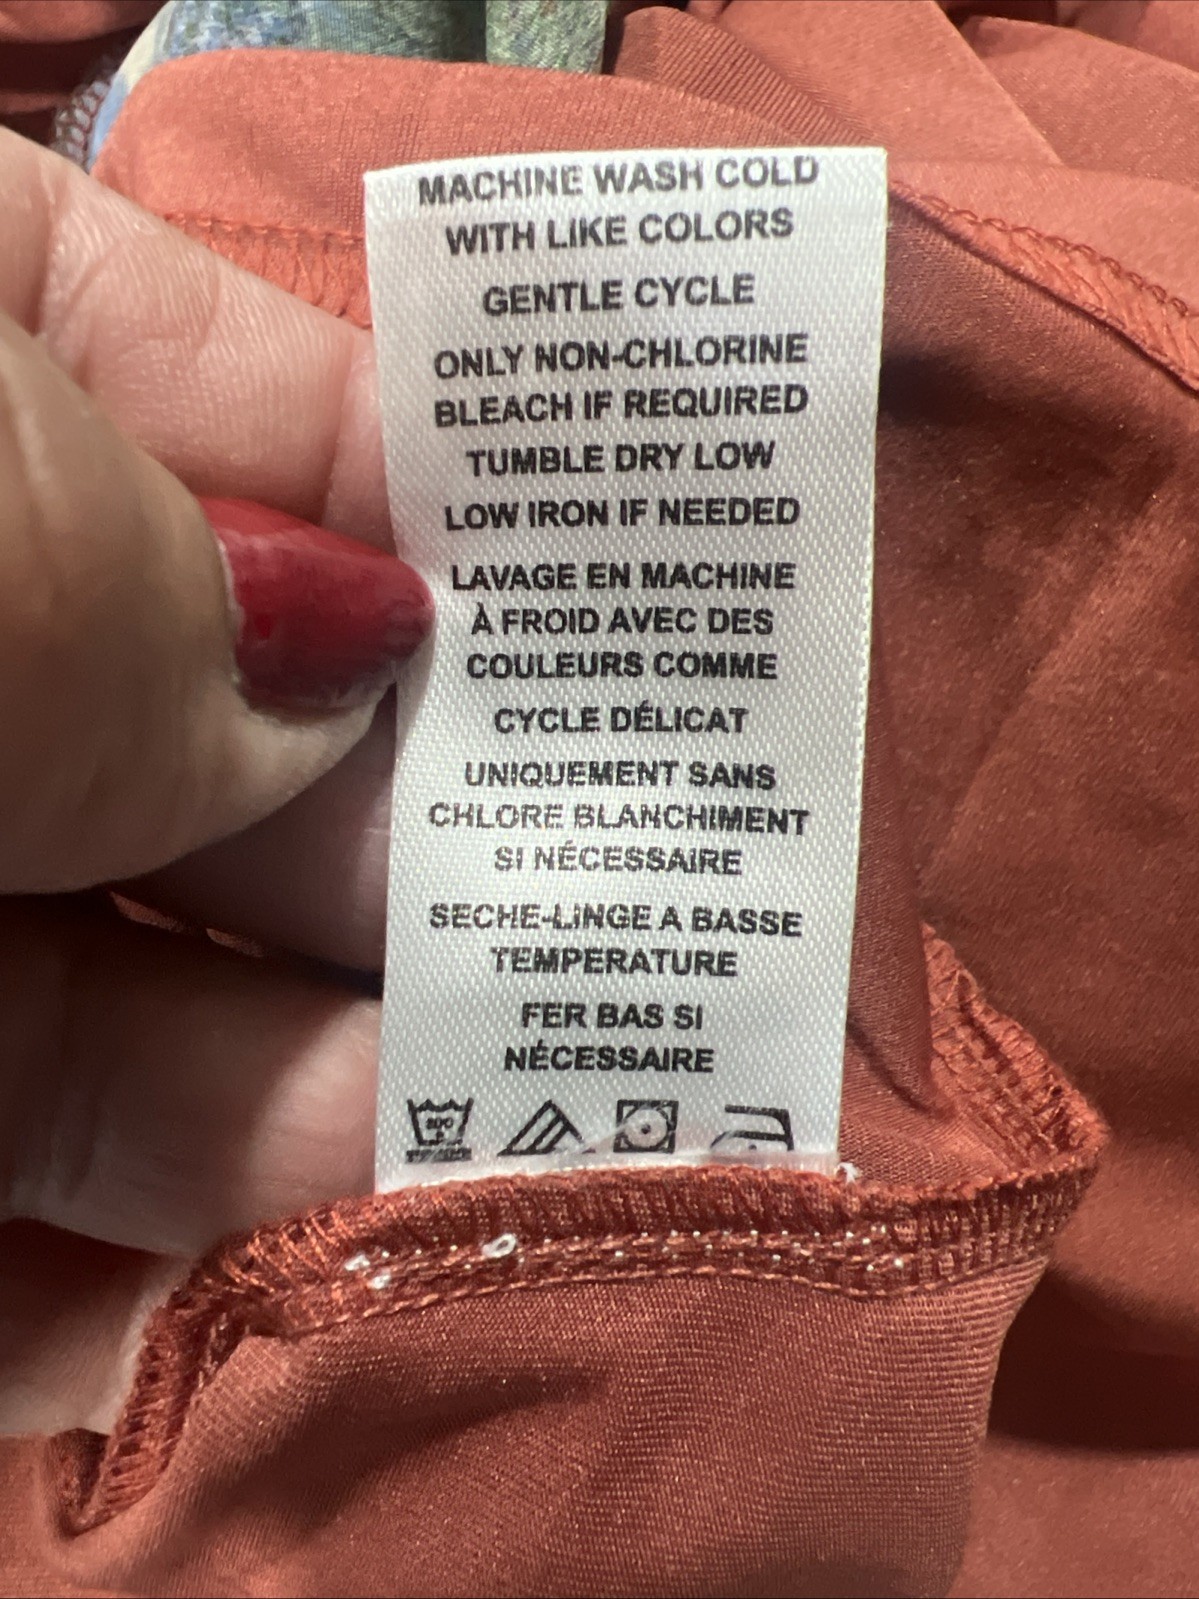 MACHINE WASH COLD
WITH LIKE COLORS
GENTLE CYCLE
ONLY NON-CHLORINE
BLEACH IF REQUIRED
TUMBLE DRY LOW
LOW IRON IF NEEDED
LAVAGE EN MACHINE
À FROID AVEC DES
COULEURS COMME
CYCLE DÉLICAT
UNIQUEMENT SANS
CHLORE BLANCHIMENT
SI NÉCESSAIRE
SECHE-LINGE A BASSE
TEMPERATURE
FER BAS SI
NÉCESSAIRE